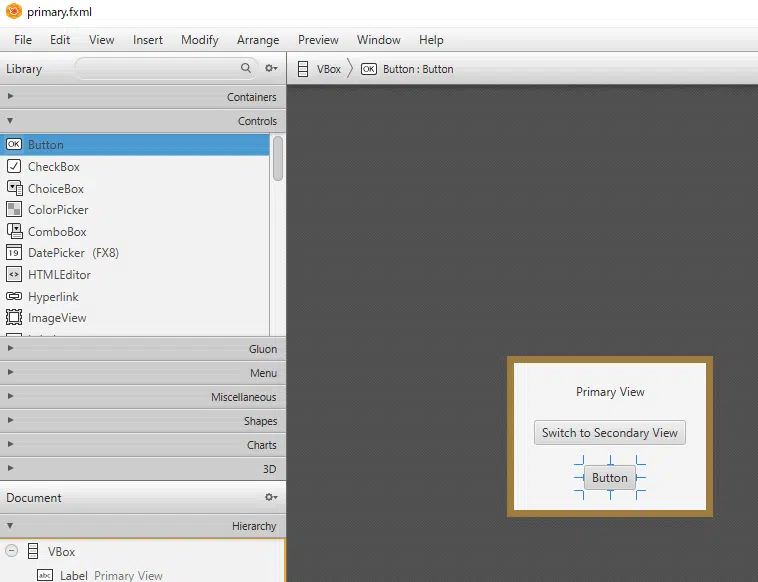 primary.fxml
File Edit View Insert Modify Arrange Preview Window Help
Library
VBox
OK Button : Button
Containers
Controls
OK Button
CheckBox
ChoiceBox
ColorPicker
ComboBox
19 DatePicker (FX8)
HTMLEditor
Hyperlink
ImageView
Gluon
Menu
Miscellaneous
Shapes
Charts
3D
Document
Hierarchy
VBox
abc Label Primary View
Primary View
Switch to Secondary View
Button